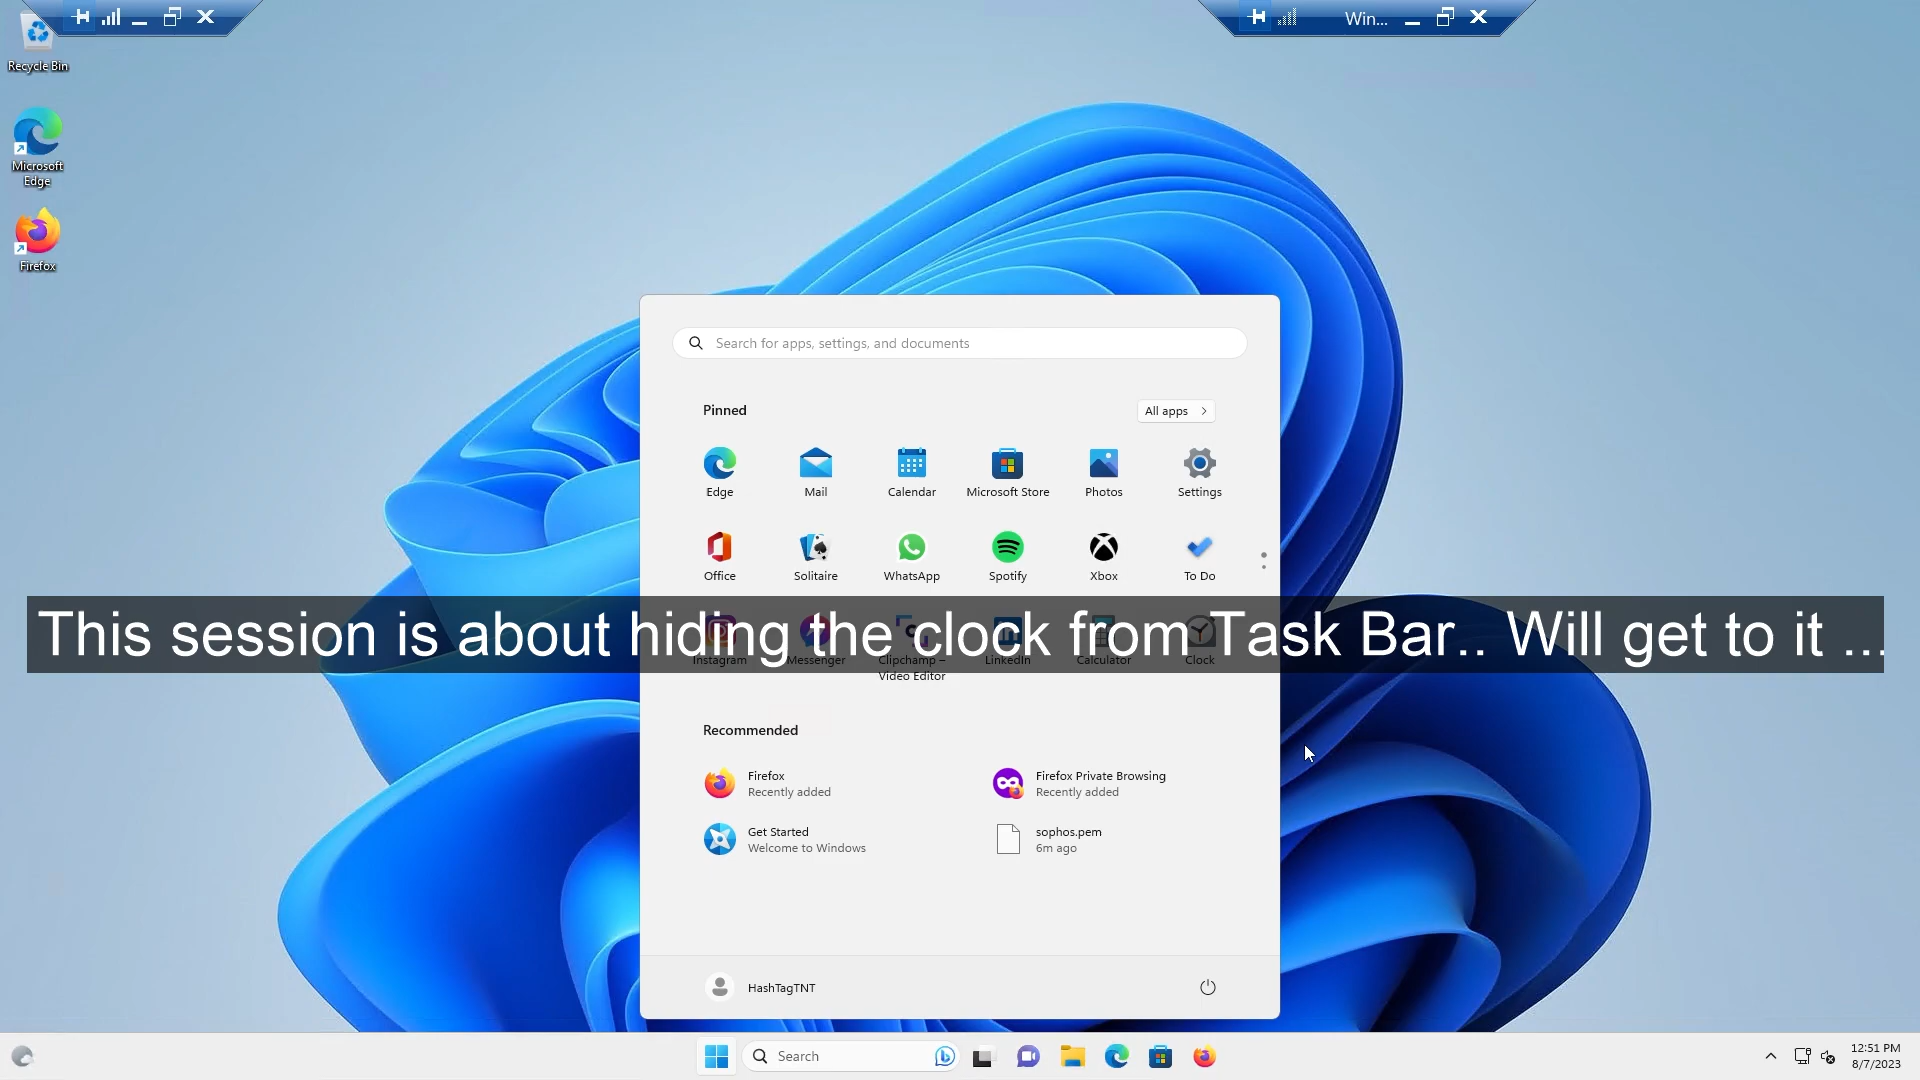 Win...
Recycle Bin
Microsoft
Edge
Firefox
Search for apps, settings, and documents
Pinned
All apps
Edge
Mail
Calendar
Microsoft Store
Photos
Settings
Office
Solitaire
WhatsApp
Spotify
Xbox
To Do
This session is about hiding the clock from Task Bar.. Will get to it ...
Instagram
Messenger
Clipchamp –
Video Editor
LinkedIn
Calculator
Clock
Recommended
Firefox
Recently added
Firefox Private Browsing
Recently added
Get Started
Welcome to Windows
sophos.pem
6m ago
HashTagTNT
Search
12:51 PM
8/7/2023